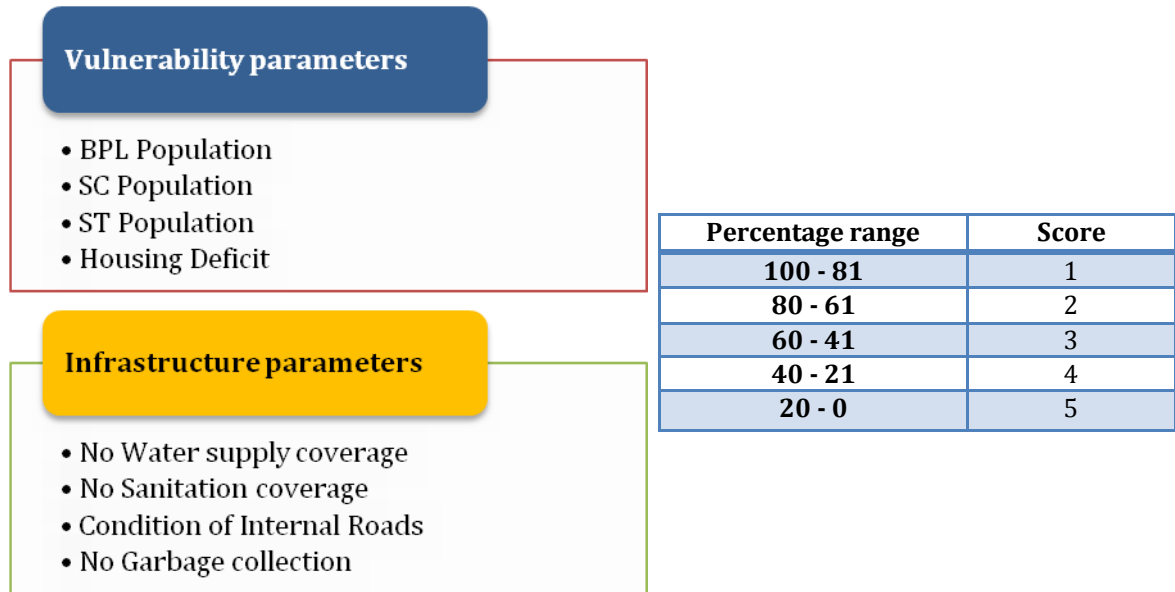 Vulnerability parameters
• BPL Population
• SC Population
• ST Population
• Housing Deficit
Infrastructure parameters
• No Water supply coverage
• No Sanitation coverage
• Condition of Internal Roads
• No Garbage collection
Percentage range Score
100 - 81 1
80 - 61 2
60 - 41 3
40 - 21 4
20 - 0 5